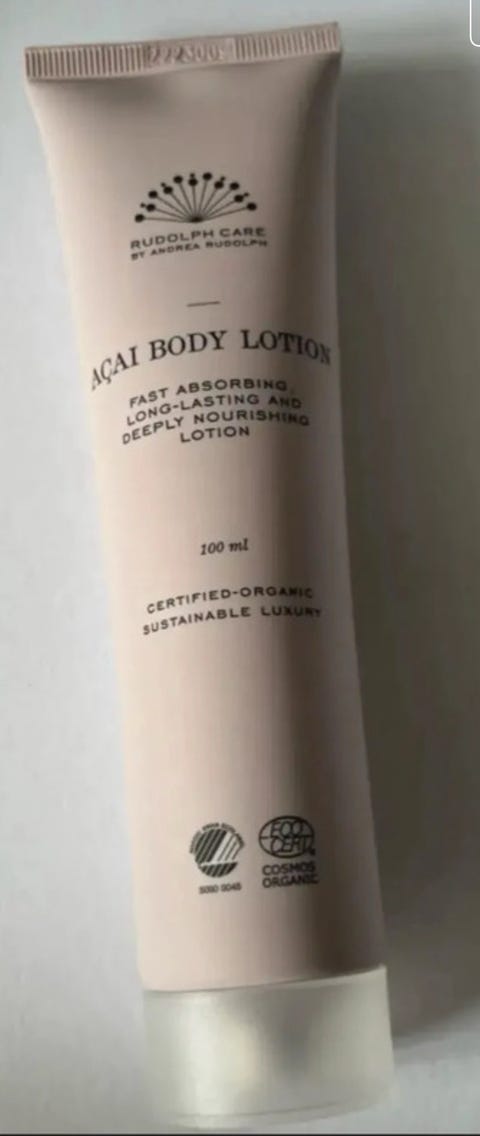 RUDOLPH CARE
BY ANDREA RUDOLPH
AÇAI BODY LOTION
FAST ABSORBING,
LONG-LASTING AND
DEEPLY NOURISHING
LOTION
100 ml
CERTIFIED-ORGANIC
SUSTAINABLE LUXURY
ECO
CERT
COSMOS
ORGANIC